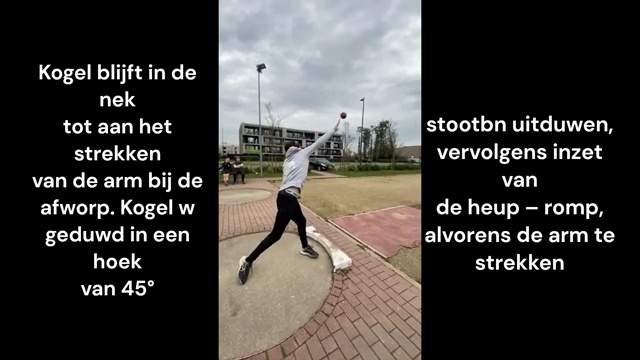 Kogel blijft in de
nek
tot aan het
strekken
van de arm bij de
afworp. Kogel w
geduwd in een
hoek
van 45°
stootbn uitduwen,
vervolgens inzet
van
de heup – romp,
alvorens de arm te
strekken